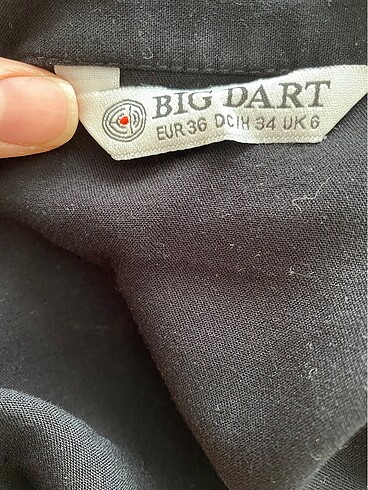 BIG DART
EUR 36 DCIH 34 UK 6